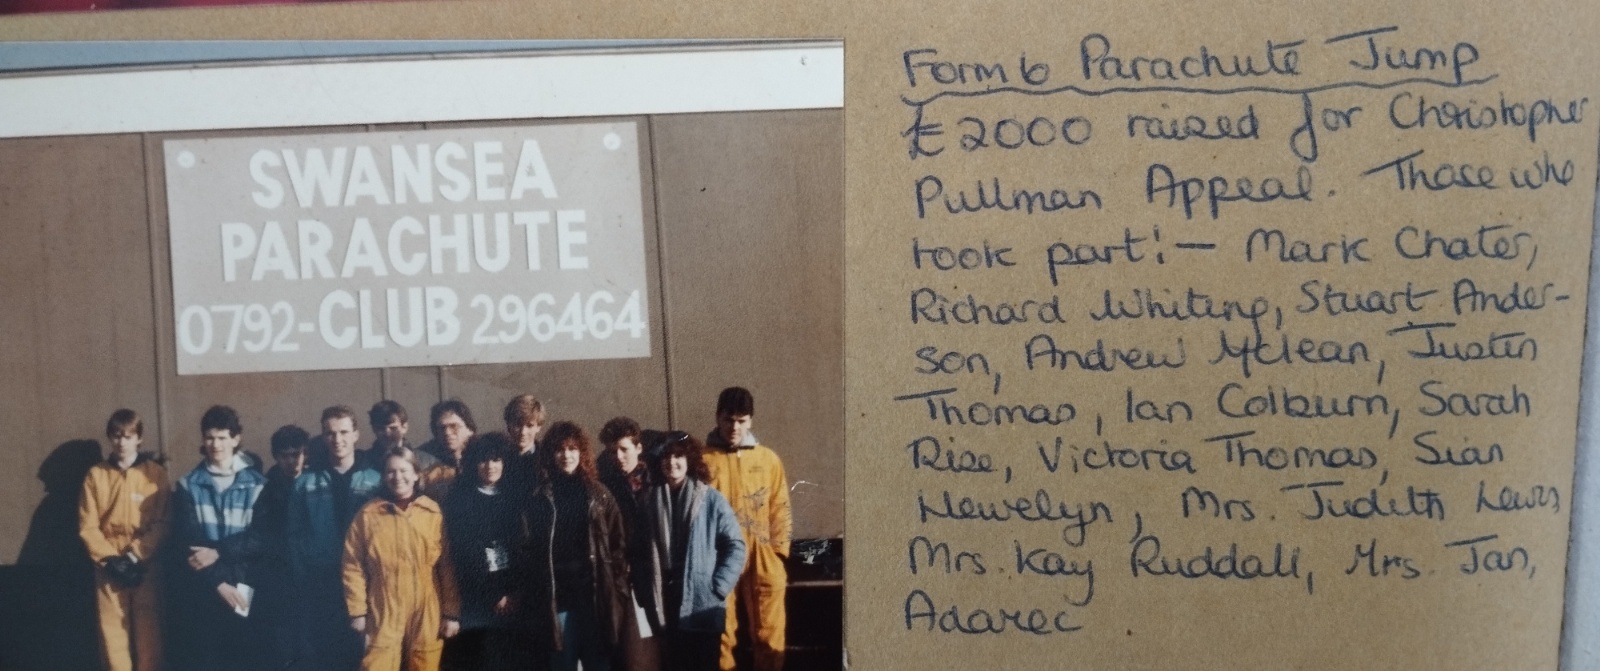 SWANSEA
PARACHUTE
0792-CLUB 296464
Form 6 Parachute Jump
£2000 raised for Christopher
Pullman Appeal. Those who
took part:- Mark Chater,
Richard Whiting, Stuart Ander-
son, Andrew Mclean, Justin
Thomas, Ian Colburn, Sarah
Rise, Victoria Thomas, Sian
Llewelyn, Mrs. Judith Lewis,
Mrs. Kay Ruddall, Mrs. Jan,